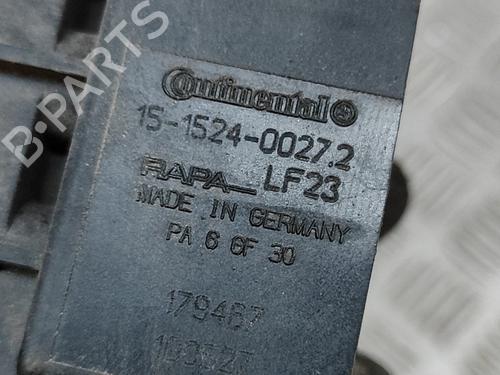 B-PARTS
Continental
15-1524-0027.2
RAPA LF23
MADE IN GERMANY
PA 6 GF 30
179467